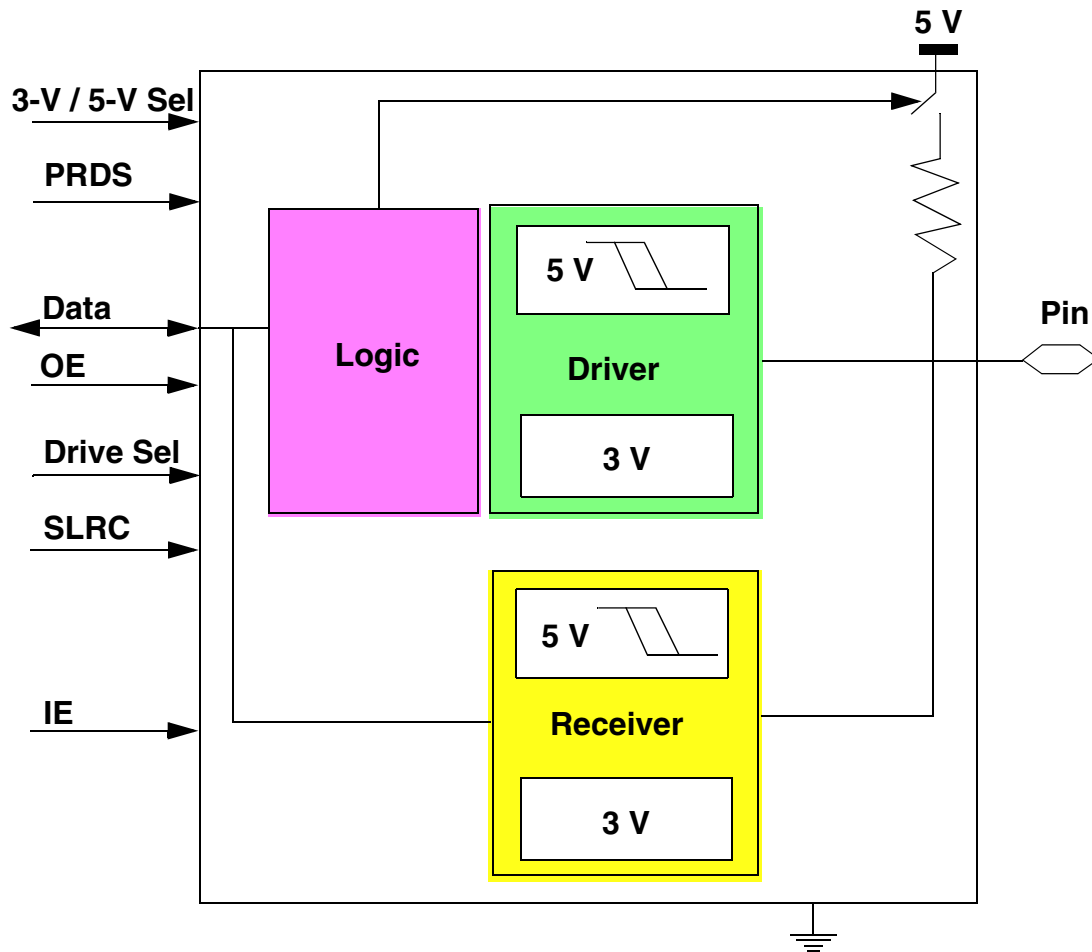 5 V
3-V / 5-V Sel
PRDS
Data
OE
Drive Sel
SLRC
IE
Logic
5 V
Driver
3 V
5 V
Receiver
3 V
Pin